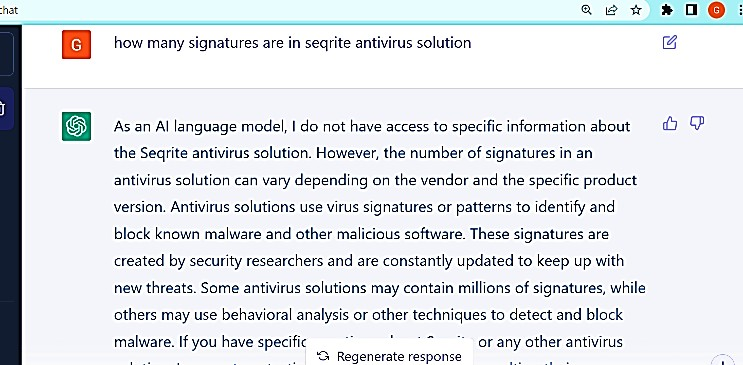 chat
G
G
how many signatures are in seqrite antivirus solution
As an AI language model, I do not have access to specific information about
the Seqrite antivirus solution. However, the number of signatures in an
antivirus solution can vary depending on the vendor and the specific product
version. Antivirus solutions use virus signatures or patterns to identify and
block known malware and other malicious software. These signatures are
created by security researchers and are constantly updated to keep up with
new threats. Some antivirus solutions may contain millions of signatures, while
others may use behavioral analysis or other techniques to detect and block
malware. If you have specific or any other antivirus
Regenerate response